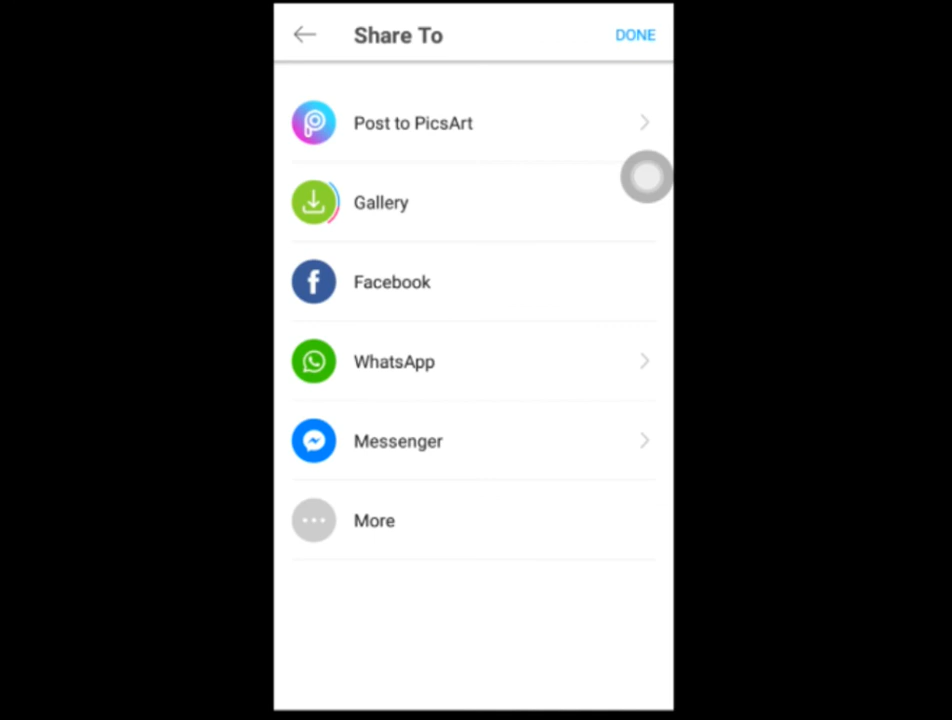 Share To
DONE
Post to PicsArt
Gallery
Facebook
WhatsApp
Messenger
More